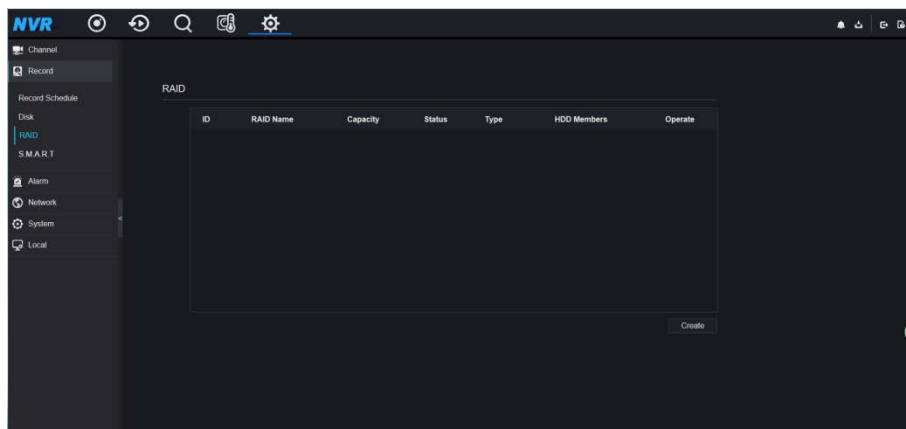 NVR
Channel
Record
Record Schedule
Disk
RAID
S.M.A.R.T
Alarm
Network
System
Local
RAID
ID RAID Name Capacity Status Type HDD Members Operate
Create